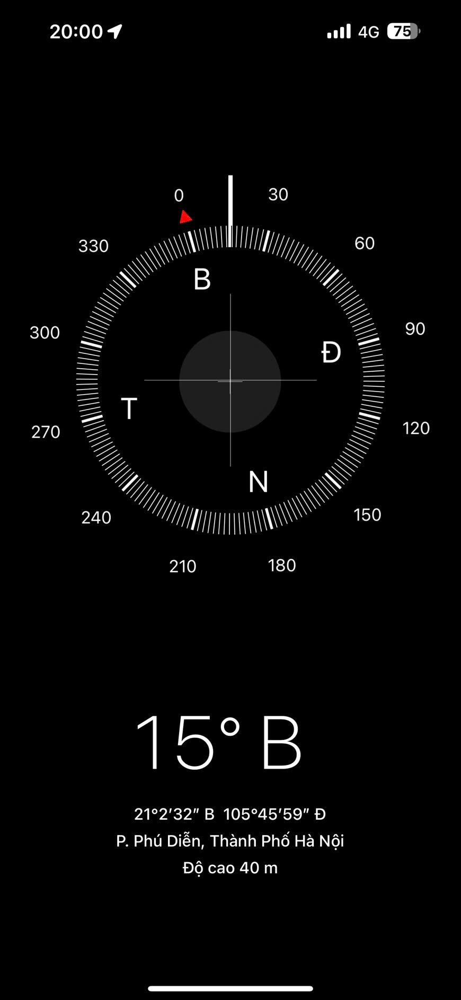 20:00 4G 75
0 30
330 60
300 90
B
Đ
T
270 120
N
240 150
210 180
15° B
21°2′32″ B 105°45′59″ Đ
P. Phú Diễn, Thành Phố Hà Nội
Độ cao 40 m